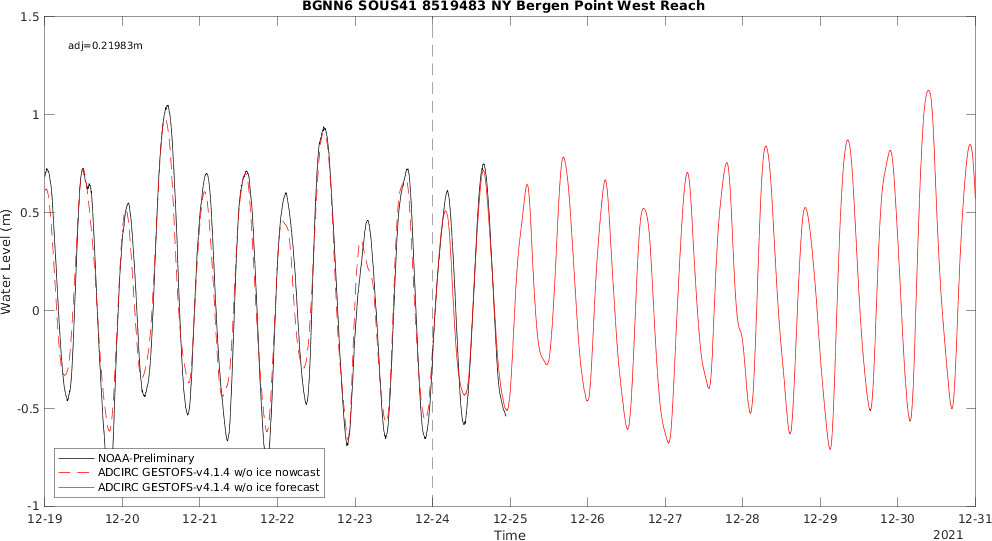 BGNN6 SOUS41 8519483 NY Bergen Point West Reach
adj=0.21983m
Water Level (m)
1.5
1
0.5
0
-0.5
-1
NOAA-Preliminary
ADCIRC GESTOFS-v4.1.4 w/o ice nowcast
ADCIRC GESTOFS-v4.1.4 w/o ice forecast
12-19 12-20 12-21 12-22 12-23 12-24 12-25 12-26 12-27 12-28 12-29 12-30 12-31
Time
2021